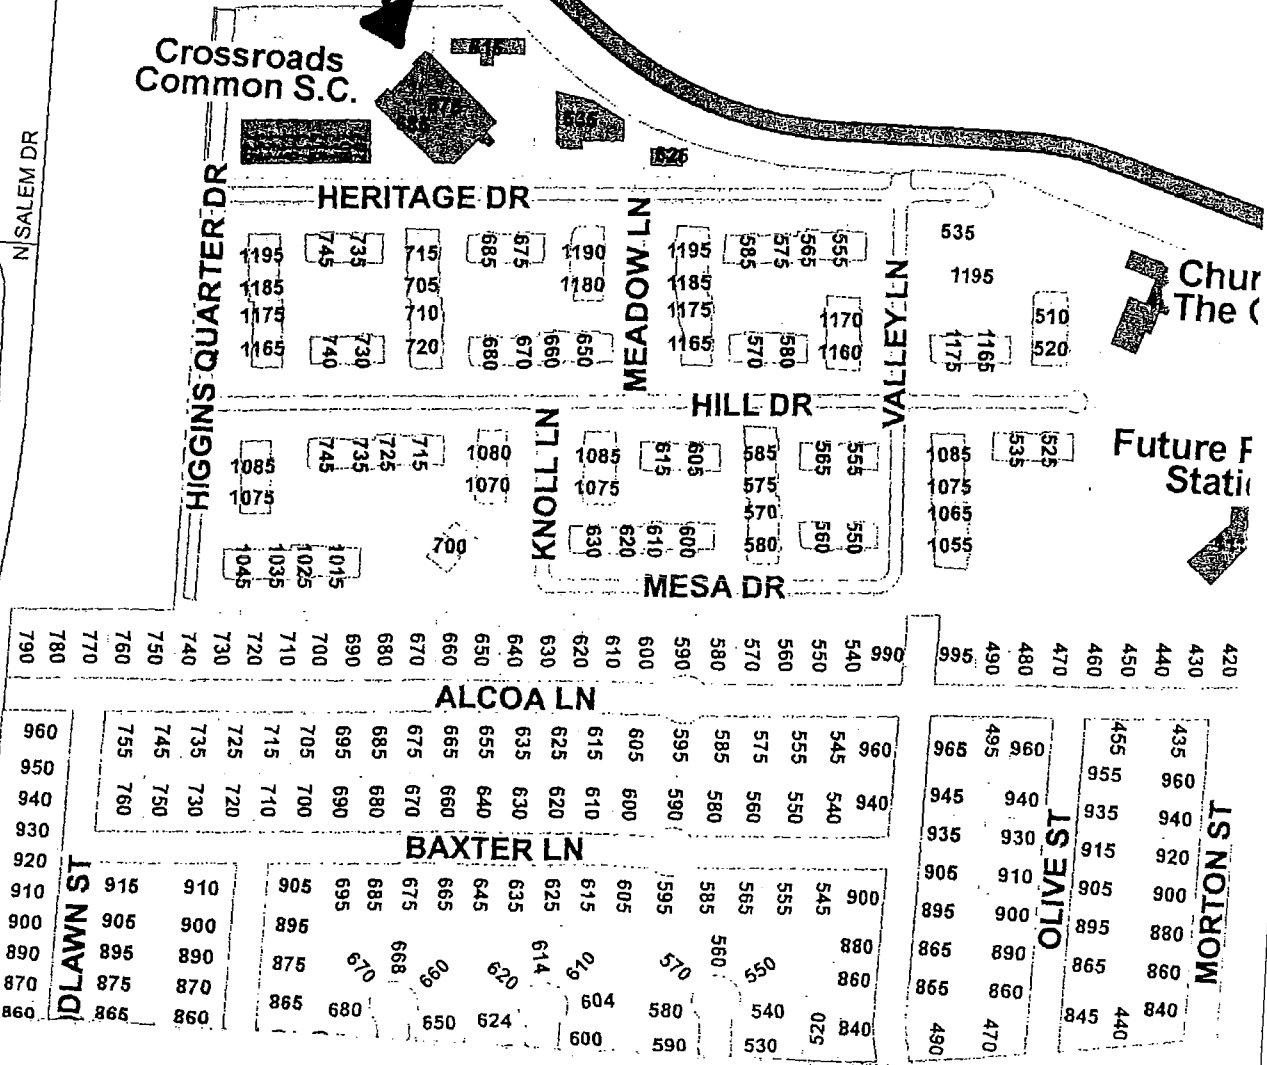 Crossroads
Common S.C.
815
875
535
525
N SALEM DR
HIGGINS QUARTER DR
HERITAGE DR
MEADOW LN
VALLEY LN
535
1195
Chur
The C
1195 745 735 715 685 675 1190 1195 585 575 565 555
1185 705 1180 1185
1175 710 1175 1170 510
1165 740 730 720 680 670 660 650 1165 570 580 1160 1175 1165 520
HILL DR
KNOLL LN
Future F
Stati
1085 745 735 725 715 1080 1085 615 605 585 565 555 1085 535 525
1075 1070 1075 575 1075
570 1065
1045 1035 1025 1015 700 630 620 610 600 580 560 550 1055
MESA DR
790 780 770 760 750 740 730 720 710 700 690 680 670 660 650 640 630 620 610 600 590 580 570 560 550 540 990 995 490 480 470 460 450 440 430 420
ALCOA LN
960 755 745 735 725 715 705 695 685 675 665 655 635 625 615 605 595 585 575 555 545 960 965 495 960 455 435
950 955 960
940 760 750 730 720 710 700 690 680 670 660 640 630 620 610 600 590 580 560 550 540 940 945 940 935 940
930 935 930
BAXTER LN
OLIVE ST
MORTON ST
DLAWN ST
920 915 920
910 915 910 905 695 685 675 665 645 635 625 615 605 595 585 565 555 545 900 905 910 905 900
900 905 900 895 895 900 895 880
890 895 890 875 670 668 660 620 614 610 570 560 550 880 865 890 865 860
870 875 870 865 680 604 580 540 860 855 860
860 865 860 650 624 600 590 530 520 840 490 470 845 440 840